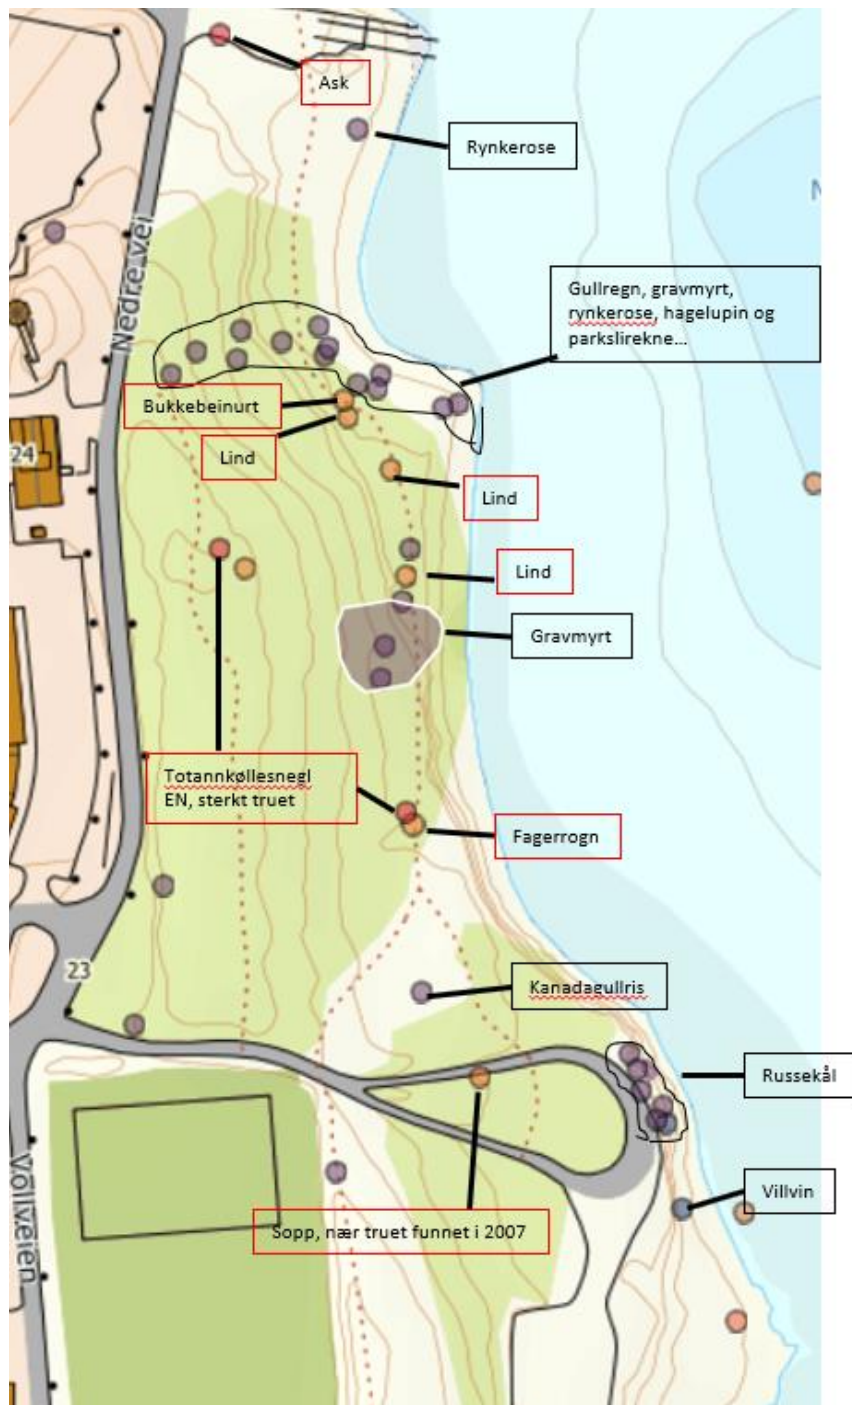 Ask
Rynkerose
N
Nedre vei
Gullregn, gravmyrt,
rynkerose, hagelupin og
parkslirekne...
Bukkebeinurt
24
Lind
Lind
Lind
Gravmyrt
Totannkøllesnegl
EN, sterkt truet
Fagerrogn
23
Kanadagullris
Russekål
Vollveien
Villvin
Sopp, nær truet funnet i 2007